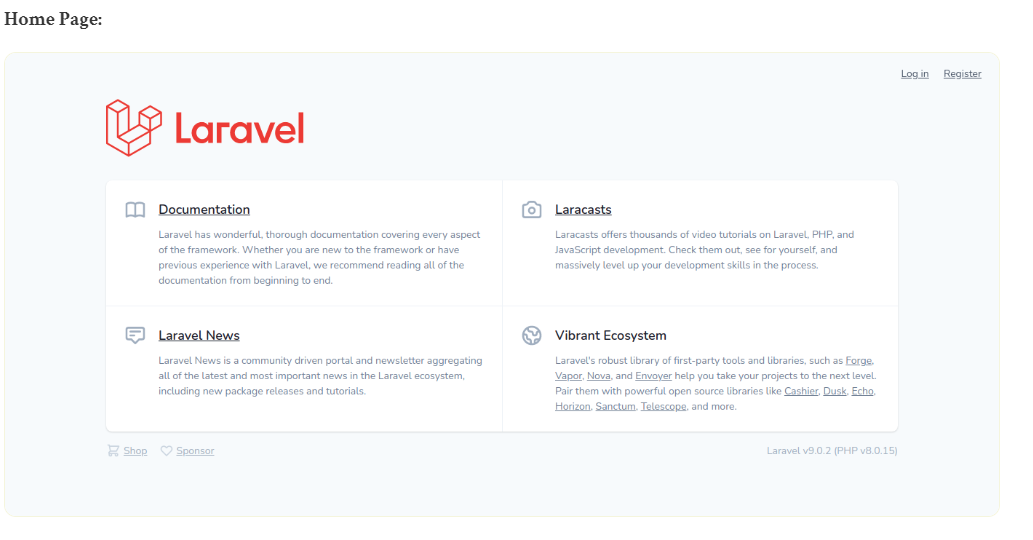 Home Page:
Log in Register
Laravel
Documentation
Laravel has wonderful, thorough documentation covering every aspect
of the framework. Whether you are new to the framework or have
previous experience with Laravel, we recommend reading all of the
documentation from beginning to end.
Laracasts
Laracasts offers thousands of video tutorials on Laravel, PHP, and
JavaScript development. Check them out, see for yourself, and
massively level up your development skills in the process.
Laravel News
Laravel News is a community driven portal and newsletter aggregating
all of the latest and most important news in the Laravel ecosystem,
including new package releases and tutorials.
Vibrant Ecosystem
Laravel's robust library of first-party tools and libraries, such as Forge,
Vapor, Nova, and Envoyer help you take your projects to the next level.
Pair them with powerful open source libraries like Cashier, Dusk, Echo,
Horizon, Sanctum, Telescope, and more.
Shop Sponsor
Laravel v9.0.2 (PHP v8.0.15)